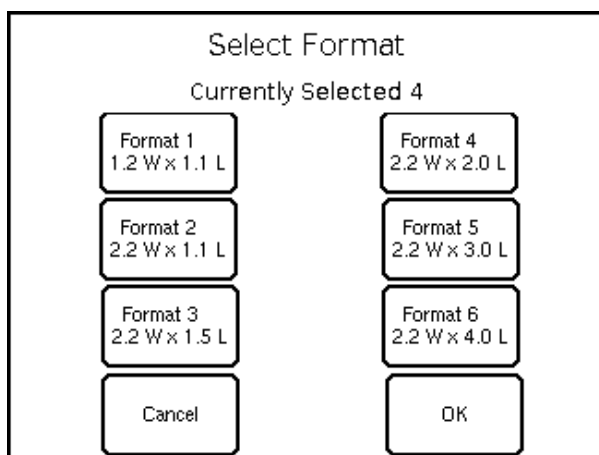 Select Format
Currently Selected 4
Format 1
1.2 W x 1.1 L
Format 4
2.2 W x 2.0 L
Format 2
2.2 W x 1.1 L
Format 5
2.2 W x 3.0 L
Format 3
2.2 W x 1.5 L
Format 6
2.2 W x 4.0 L
Cancel
OK